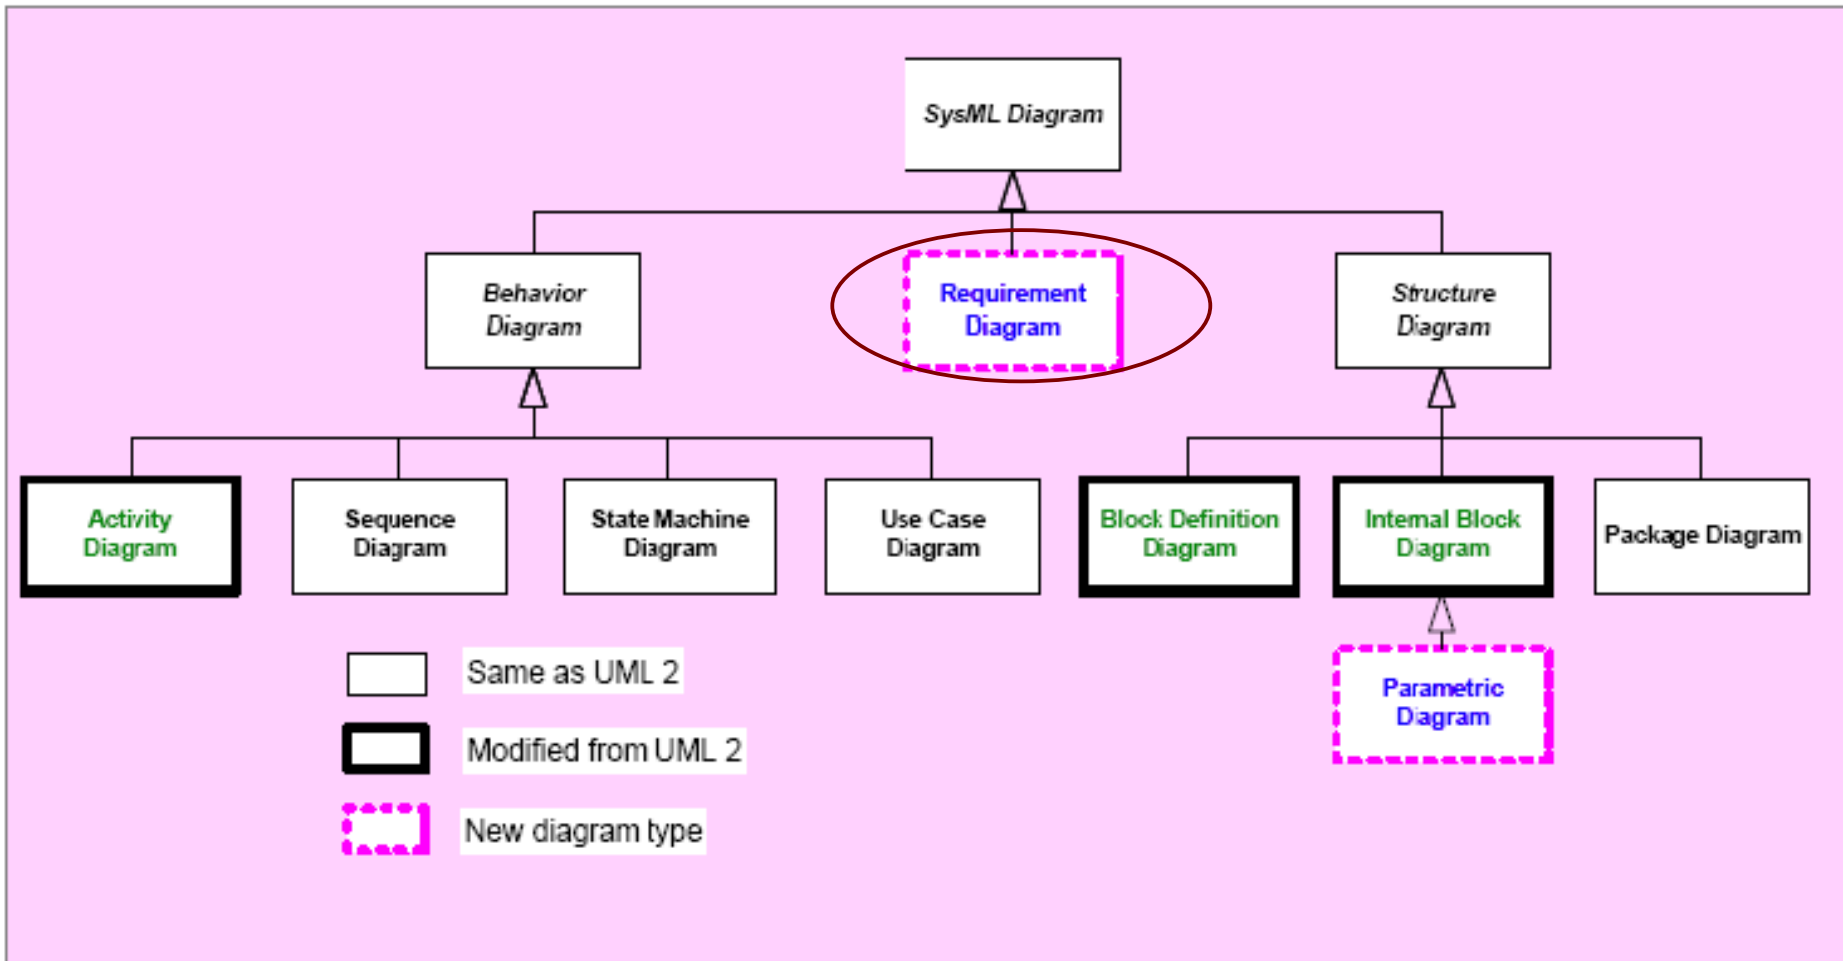 SysML Diagram
Behavior
Diagram
Requirement
Diagram
Structure
Diagram
Activity
Diagram
Sequence
Diagram
State Machine
Diagram
Use Case
Diagram
Block Definition
Diagram
Internal Block
Diagram
Package Diagram
Parametric
Diagram
Same as UML 2
Modified from UML 2
New diagram type